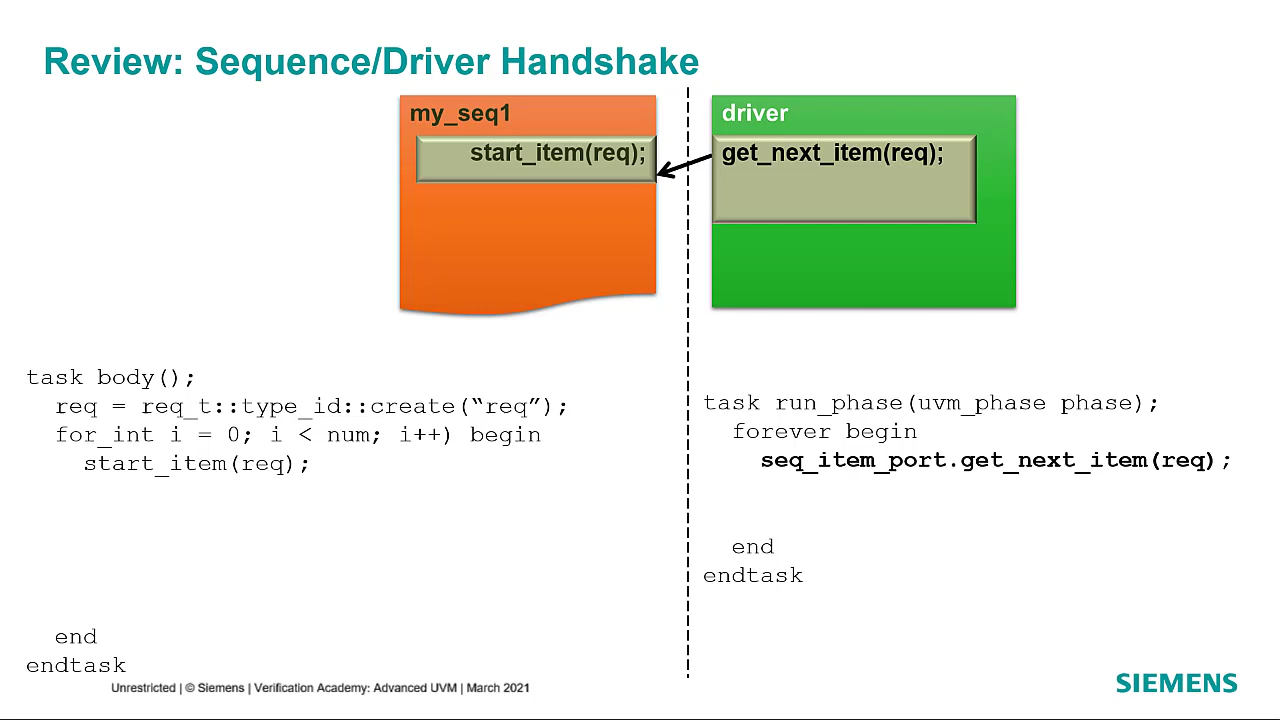 Review: Sequence/Driver Handshake
my_seq1
start_item(req);
driver
get_next_item(req);
task body();
req = req_t::type_id::create(“req”);
for_int i = 0; i < num; i++) begin
start_item(req);
end
endtask
task run_phase(uvm_phase phase);
forever begin
seq_item_port.get_next_item(req);
end
endtask
Unrestricted | © Siemens | Verification Academy: Advanced UVM | March 2021
SIEMENS